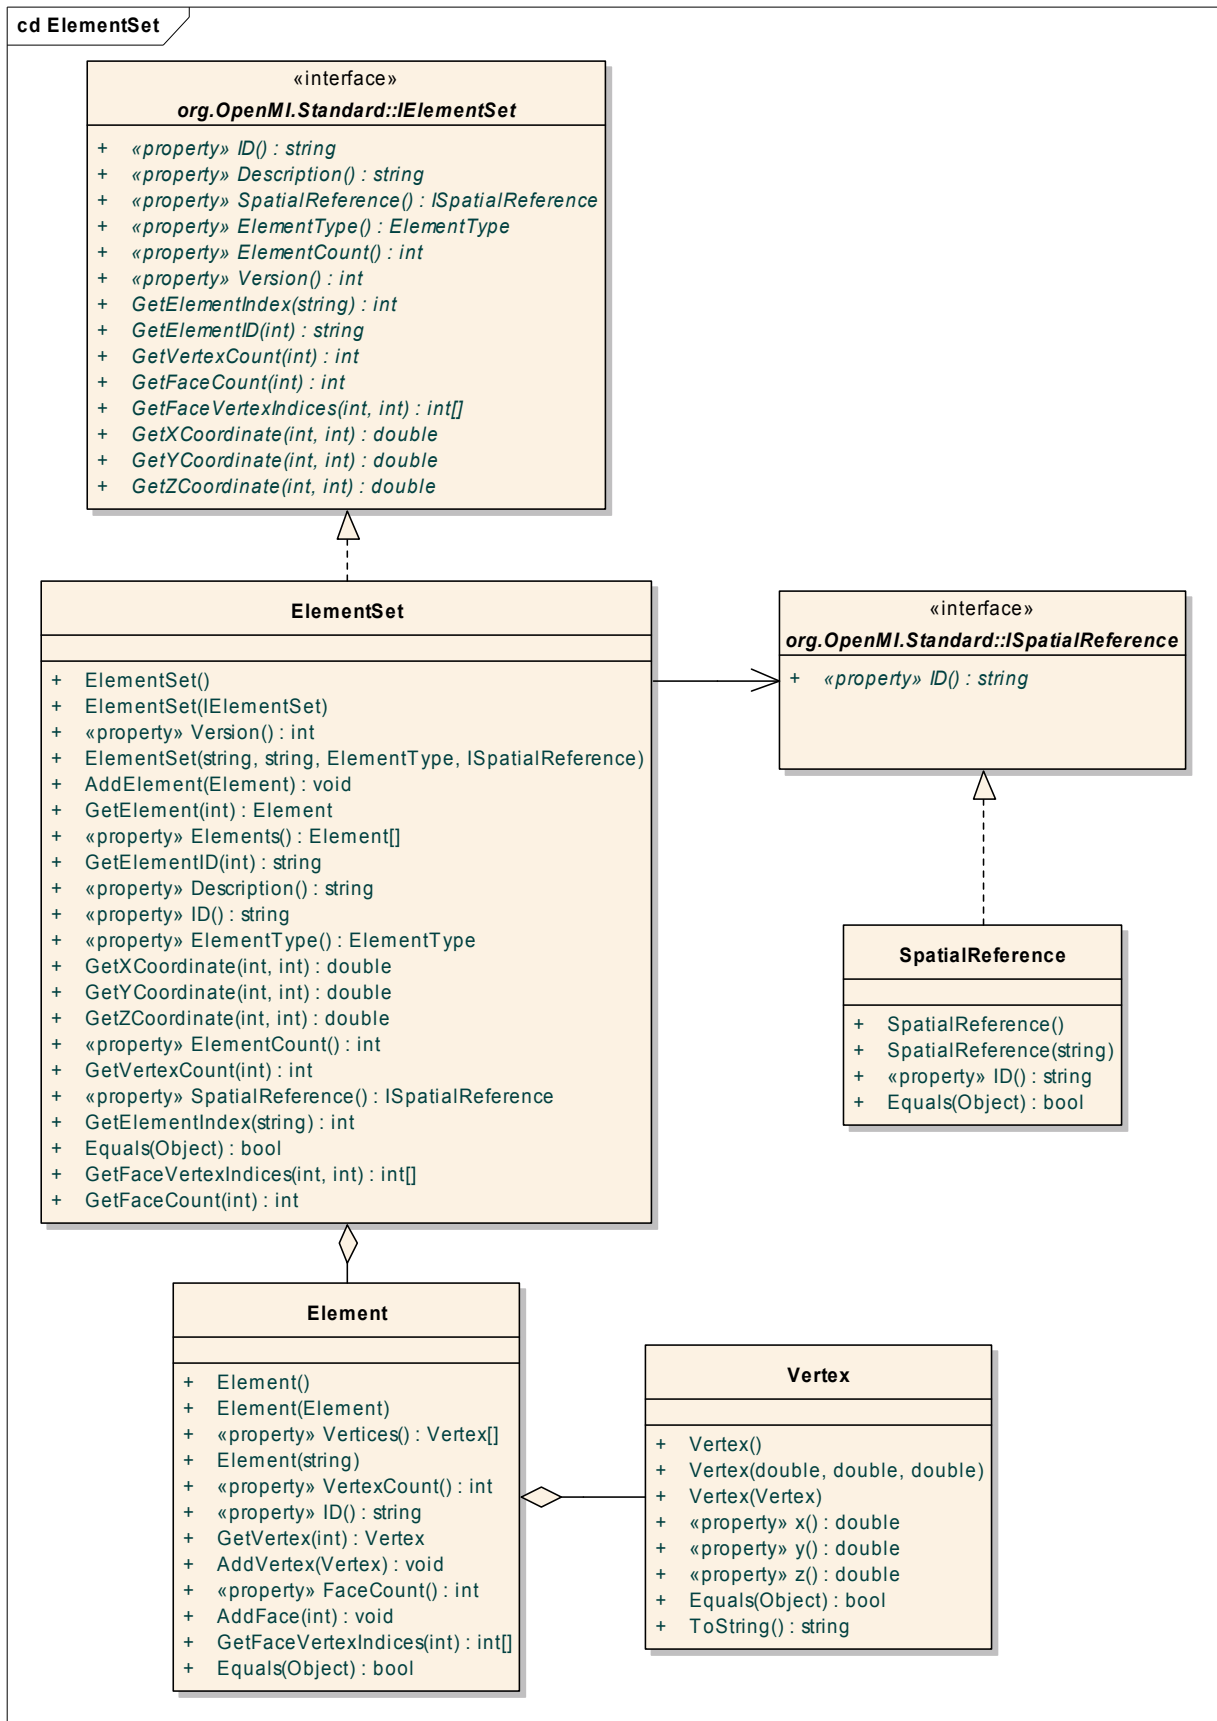 cd ElementSet
«interface»
org.OpenMI.Standard::IElementSet
+ «property» ID() : string
+ «property» Description() : string
+ «property» SpatialReference() : ISpatialReference
+ «property» ElementType() : ElementType
+ «property» ElementCount() : int
+ «property» Version() : int
+ GetElementIndex(string) : int
+ GetElementID(int) : string
+ GetVertexCount(int) : int
+ GetFaceCount(int) : int
+ GetFaceVertexIndices(int, int) : int[]
+ GetXCoordinate(int, int) : double
+ GetYCoordinate(int, int) : double
+ GetZCoordinate(int, int) : double
ElementSet
+ ElementSet()
+ ElementSet(IElementSet)
+ «property» Version() : int
+ ElementSet(string, string, ElementType, ISpatialReference)
+ AddElement(Element) : void
+ GetElement(int) : Element
+ «property» Elements() : Element[]
+ GetElementID(int) : string
+ «property» Description() : string
+ «property» ID() : string
+ «property» ElementType() : ElementType
+ GetXCoordinate(int, int) : double
+ GetYCoordinate(int, int) : double
+ GetZCoordinate(int, int) : double
+ «property» ElementCount() : int
+ GetVertexCount(int) : int
+ «property» SpatialReference() : ISpatialReference
+ GetElementIndex(string) : int
+ Equals(Object) : bool
+ GetFaceVertexIndices(int, int) : int[]
+ GetFaceCount(int) : int
«interface»
org.OpenMI.Standard::ISpatialReference
+ «property» ID() : string
SpatialReference
+ SpatialReference()
+ SpatialReference(string)
+ «property» ID() : string
+ Equals(Object) : bool
Element
+ Element()
+ Element(Element)
+ «property» Vertices() : Vertex[]
+ Element(string)
+ «property» VertexCount() : int
+ «property» ID() : string
+ GetVertex(int) : Vertex
+ AddVertex(Vertex) : void
+ «property» FaceCount() : int
+ AddFace(int) : void
+ GetFaceVertexIndices(int) : int[]
+ Equals(Object) : bool
Vertex
+ Vertex()
+ Vertex(double, double, double)
+ Vertex(Vertex)
+ «property» x() : double
+ «property» y() : double
+ «property» z() : double
+ Equals(Object) : bool
+ ToString() : string